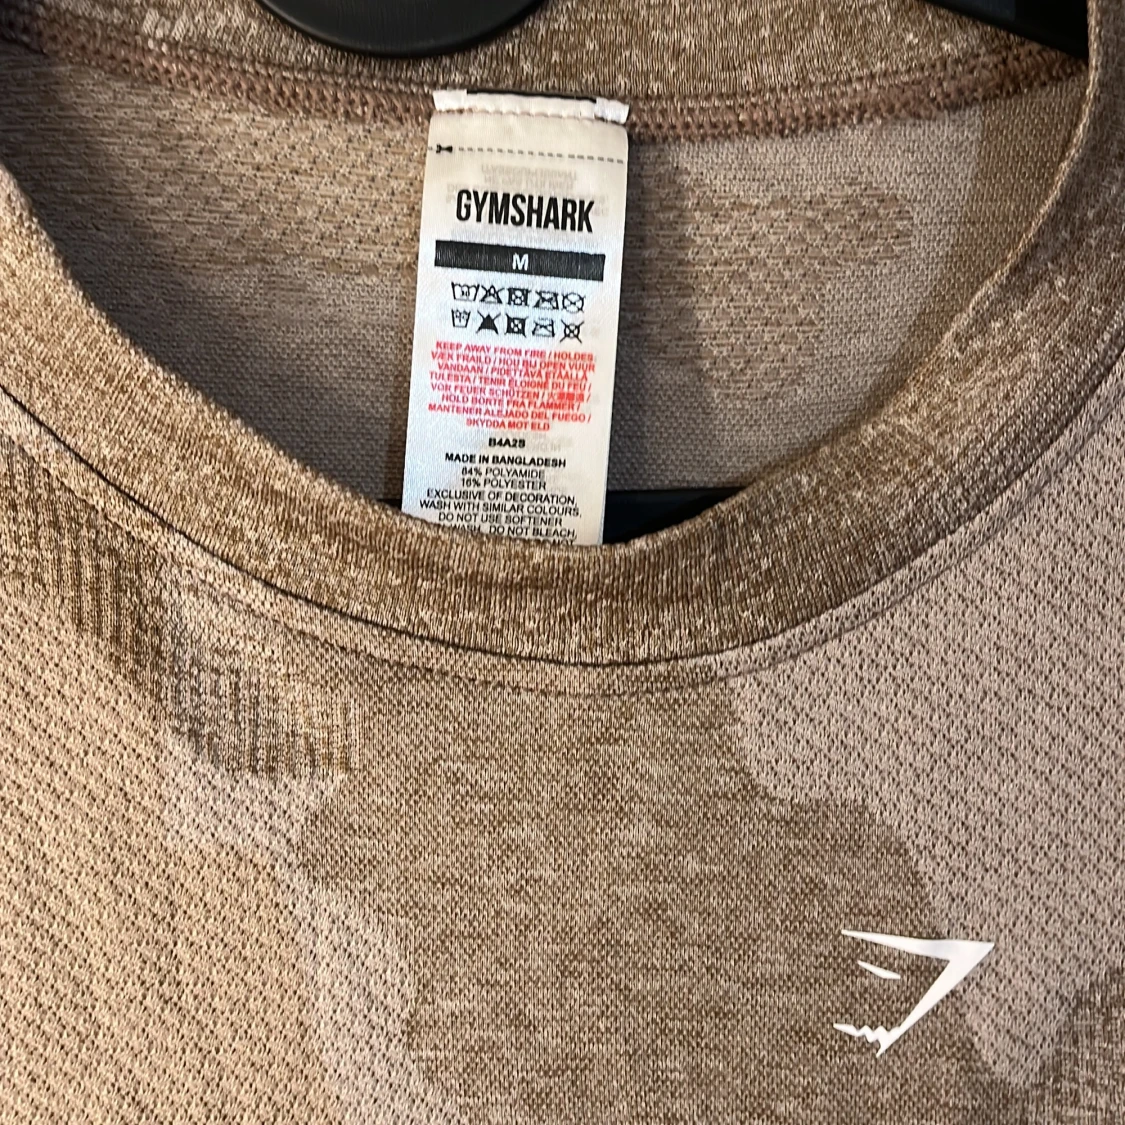 GYMSHARK
M
KEEP AWAY FROM FIRE / HOLDES
VÆK FRA ILD / HOU BIJ OPEN VUUR
VANDAAN / PIDETTÄVÄ ETÄÄLLÄ
TULESTA / TENIR ÉLOIGNÉ DU FEU /
VOR FEUER SCHÜTZEN /
HOLD BORTE FRA FLAMMER /
MANTENER ALEJADO DEL FUEGO /
SKYDDA MOT ELD
B4A2S
MADE IN BANGLADESH
84% POLYAMIDE
16% POLYESTER
EXCLUSIVE OF DECORATION,
WASH WITH SIMILAR COLOURS,
DO NOT USE SOFTENER
WASH, DO NOT BLEACH,